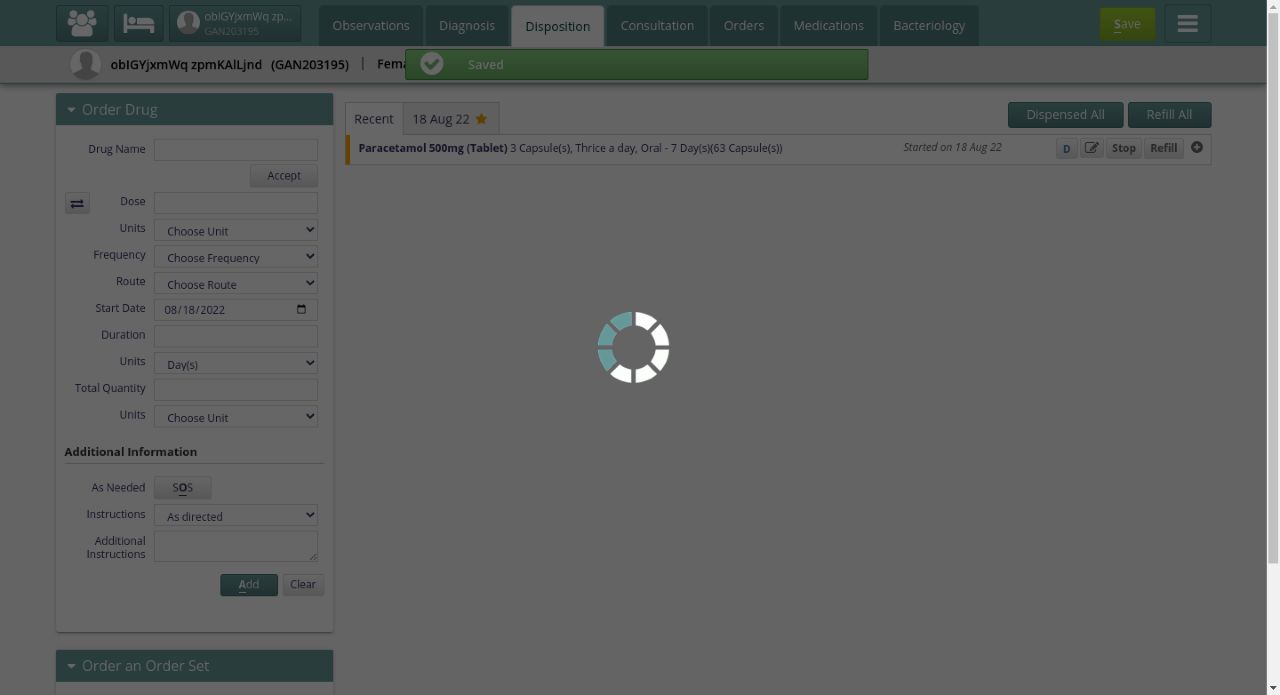 obIGYjxmWq zp...
GAN203195
Observations
Diagnosis
Disposition
Consultation
Orders
Medications
Bacteriology
Save
obIGYjxmWq zpmKAlLjnd (GAN203195) | Fema
Saved
Order Drug
Drug Name
Accept
Dose
Units
Choose Unit
Frequency
Choose Frequency
Route
Choose Route
Start Date
08/18/2022
Duration
Units
Day(s)
Total Quantity
Units
Choose Unit
Additional Information
As Needed
SOS
Instructions
As directed
Additional
Instructions
Add
Clear
Order an Order Set
Recent
18 Aug 22
Dispensed All
Refill All
Paracetamol 500mg (Tablet) 3 Capsule(s), Thrice a day, Oral - 7 Day(s)(63 Capsule(s))
Started on 18 Aug 22
D
Stop
Refill